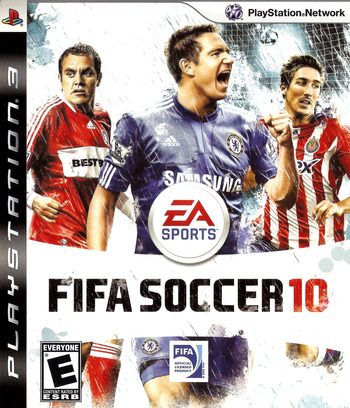 PlayStation®Network
PLAYSTATION 3
BEST
SAMSUNG
EA
SPORTS
FIFA SOCCER 10
EVERYONE
E
CONTENT RATED BY
ESRB
FIFA
OFFICIAL
LICENSED
PRODUCT